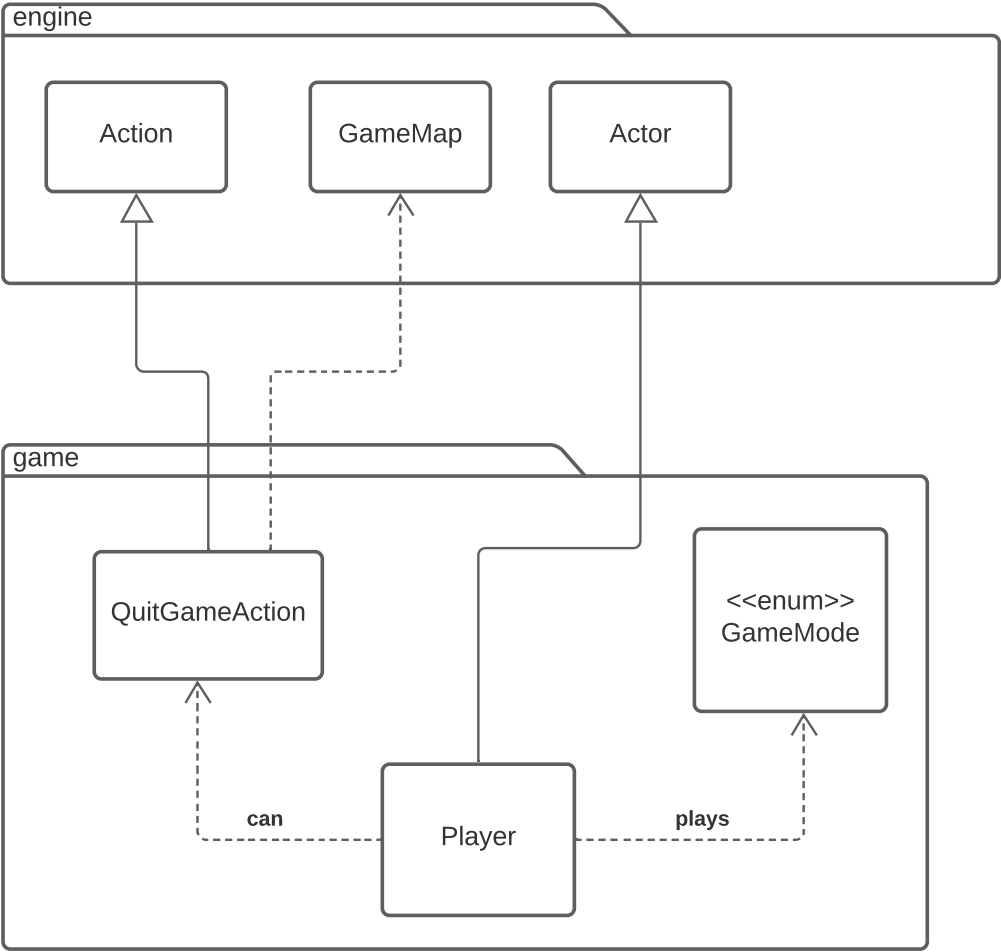 engine
Action
GameMap
Actor
game
QuitGameAction
<<enum>>
GameMode
can
plays
Player